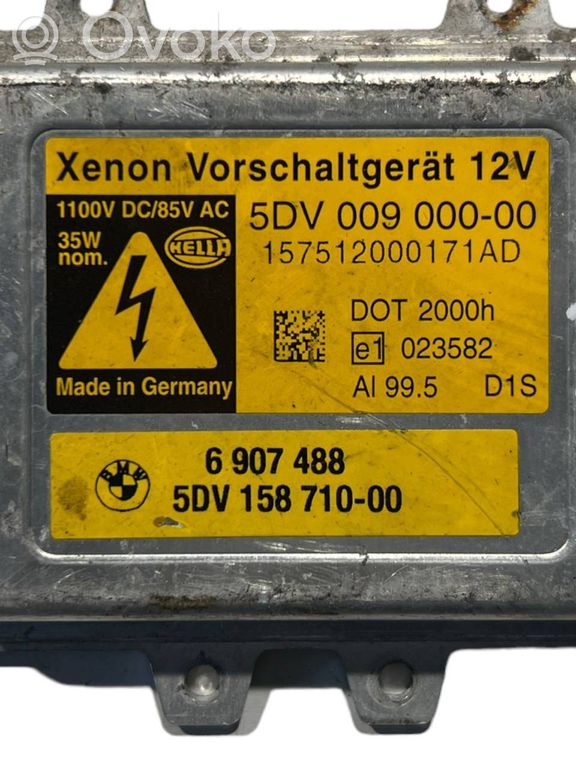 Ovoko
Xenon Vorschaltgerät 12V
1100V DC/85V AC
35W
nom.
HELLA
5DV 009 000-00
157512000171AD
DOT 2000h
e1 023582
Made in Germany
Al 99.5 D1S
BMW
6 907 488
5DV 158 710-00
Ovoko